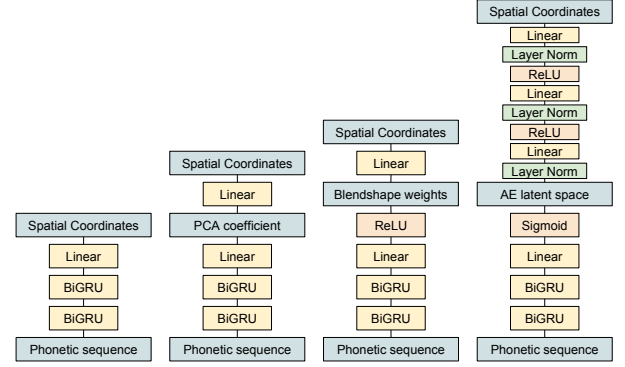 Spatial Coordinates
Linear
BiGRU
BiGRU
Phonetic sequence
Spatial Coordinates
Linear
PCA coefficient
Linear
BiGRU
BiGRU
Phonetic sequence
Spatial Coordinates
Linear
Blendshape weights
ReLU
Linear
BiGRU
BiGRU
Phonetic sequence
Spatial Coordinates
Linear
Layer Norm
ReLU
Linear
Layer Norm
ReLU
Linear
Layer Norm
AE latent space
Sigmoid
Linear
BiGRU
BiGRU
Phonetic sequence